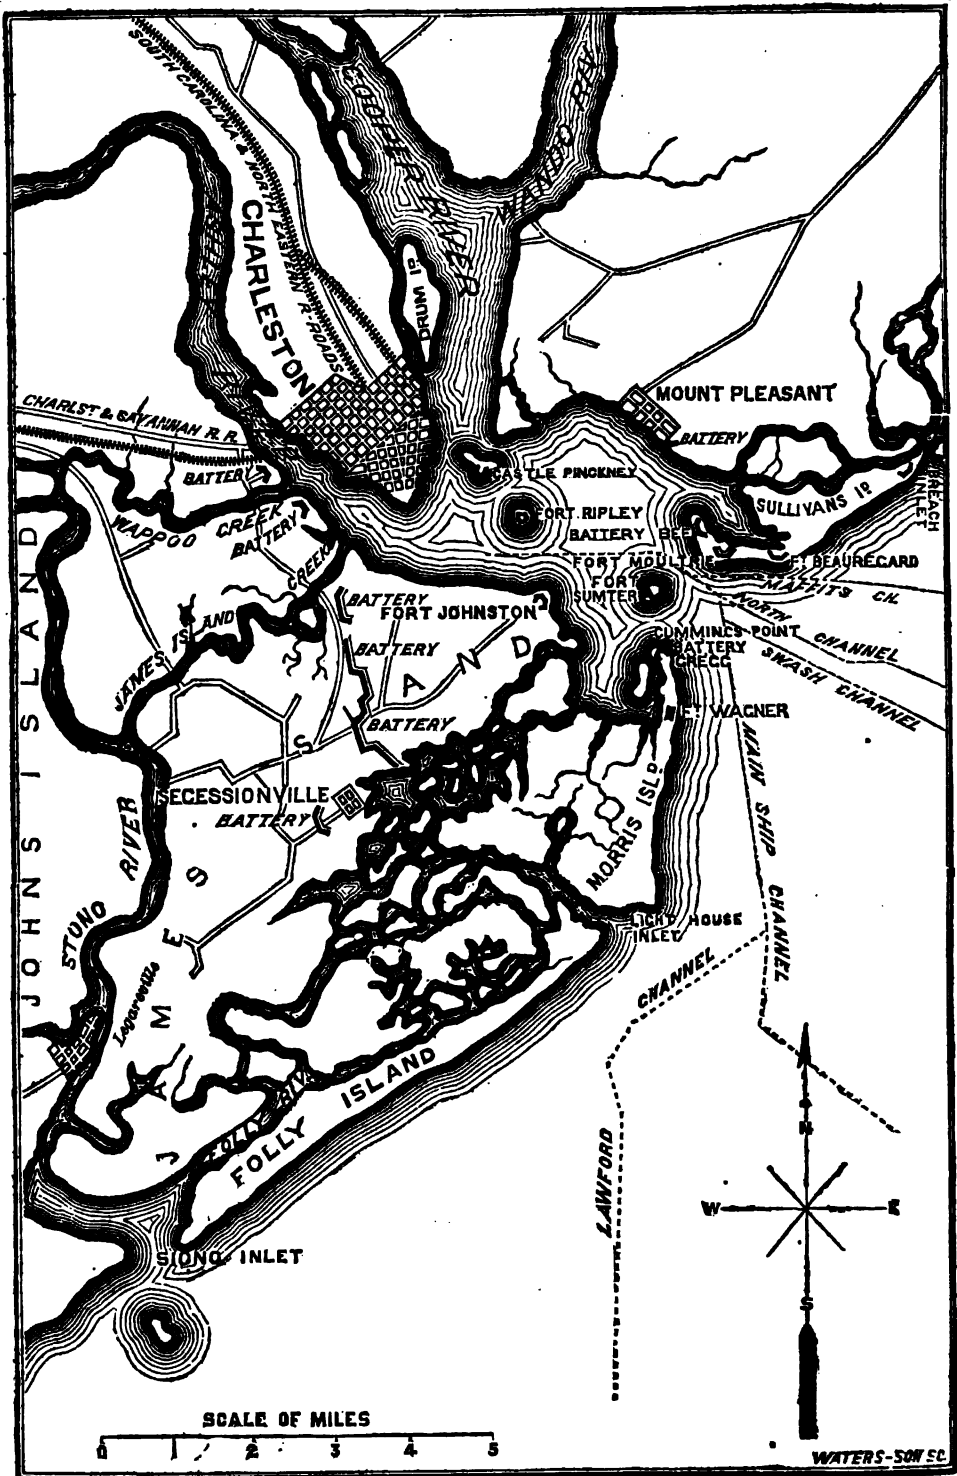 SOUTH CAROLINA & NORTH EASTERN R-ROADS
COOPER RIVER
WANDO RIV
CHARLESTON
DRUM ID
MOUNT PLEASANT
BATTERY
CHARLST & SAVANNAH R.R.
BATTERY
CASTLE PINCKNEY
SULLIVANS ID
BREACH
INLET
FORT RIPLEY
WAPPOO CREEK
BATTERY
BATTERY BEE
FORT MOULTRIE
FT BEAUREGARD
FORT
SUMTER
MAFFITS CH.
JAMES ISLAND CREEK
BATTERY
FORT JOHNSTON
NORTH CHANNEL
BATTERY
CUMMINGS POINT
BATTERY
GREGG
SWASH CHANNEL
BATTERY
FT WAGNER
MAIN SHIP CHANNEL
SECESSIONVILLE
BATTERY
MORRIS ISLD
JOHNS ISLAND
STONO RIVER
JAMES ISLAND
LIGHT HOUSE
INLET
Legareville
CHANNEL
LAWFORD
FOLLY RIV
FOLLY ISLAND
N
W E
S
STONO INLET
SCALE OF MILES
0 1 2 3 4 5
WATERS-SON SC